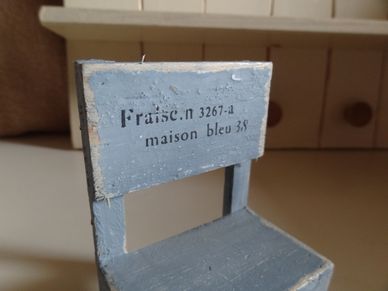 Fraise.n 3267-a
maison bleu 38